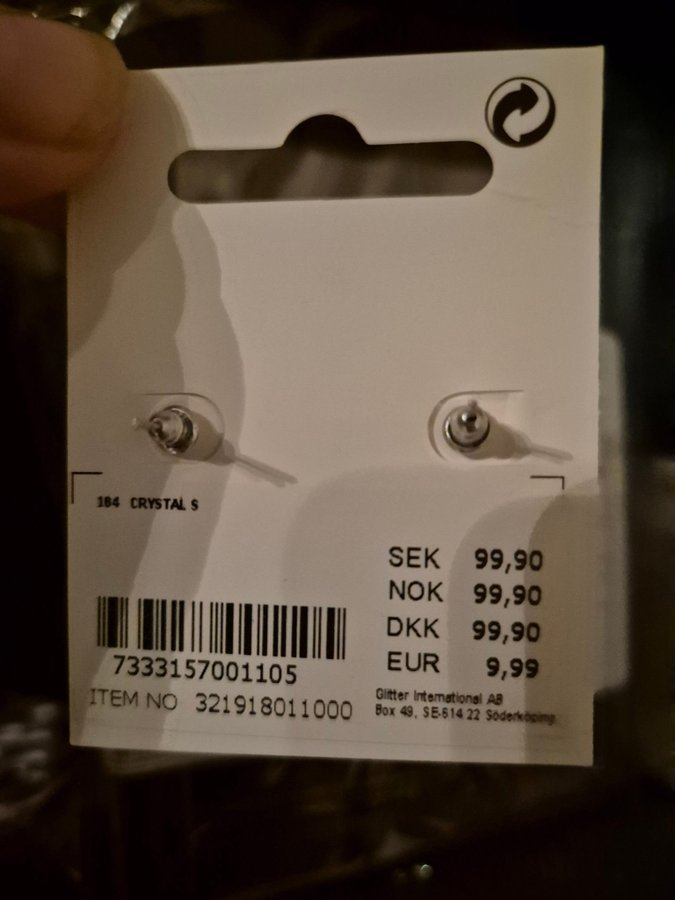 184 CRYSTAL S
SEK 99,90
NOK 99,90
DKK 99,90
EUR 9,99
7333157001105
ITEM NO 321918011000
Glitter International AB
Box 49, SE-614 22 Söderköping